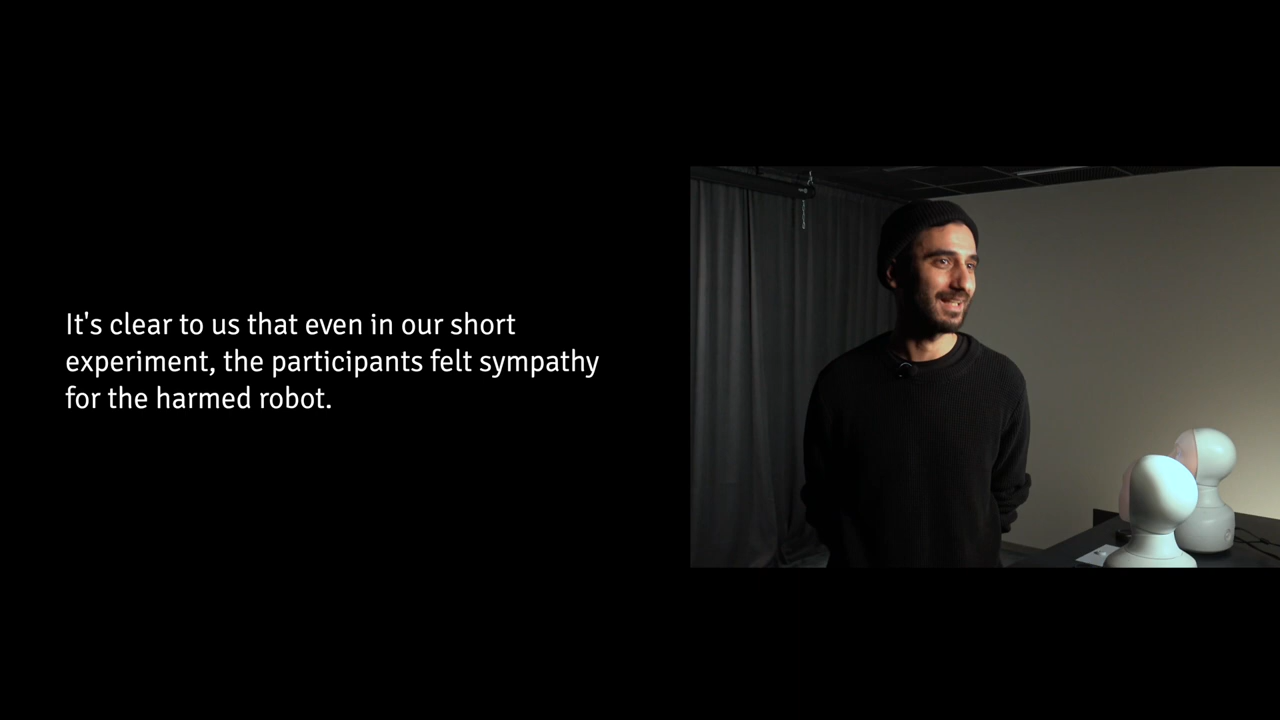 It's clear to us that even in our short
experiment, the participants felt sympathy
for the harmed robot.